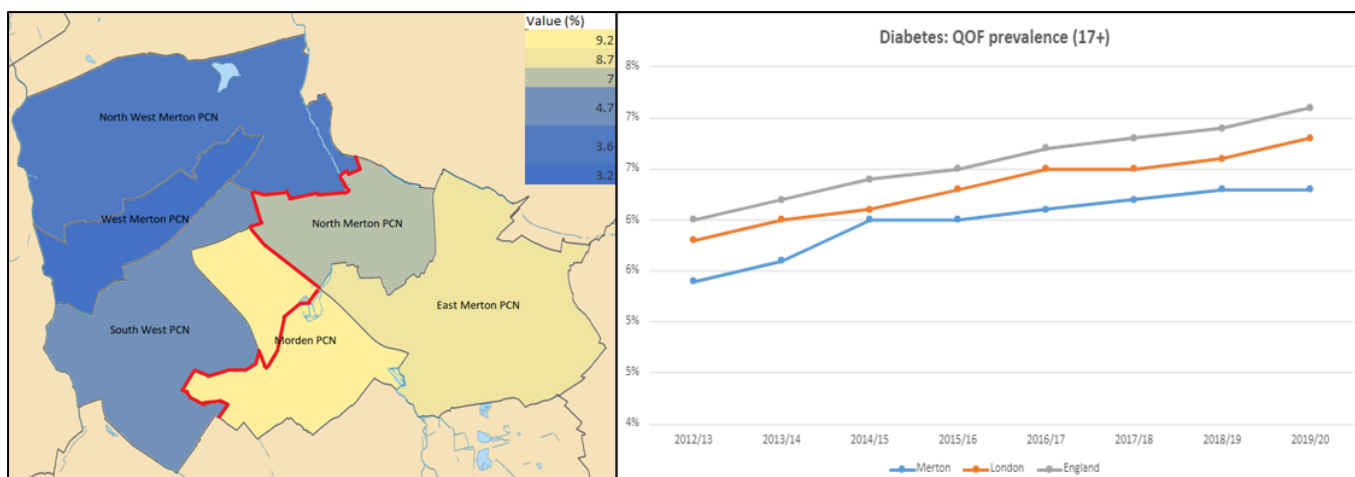 Value (%)
9.2
8.7
7
4.7
3.6
3.2
North West Merton PCN
West Merton PCN
North Merton PCN
East Merton PCN
South West PCN
Morden PCN
Diabetes: QOF prevalence (17+)
8%
7%
7%
6%
6%
5%
5%
4%
2012/13 2013/14 2014/15 2015/16 2016/17 2017/18 2018/19 2019/20
Merton London England